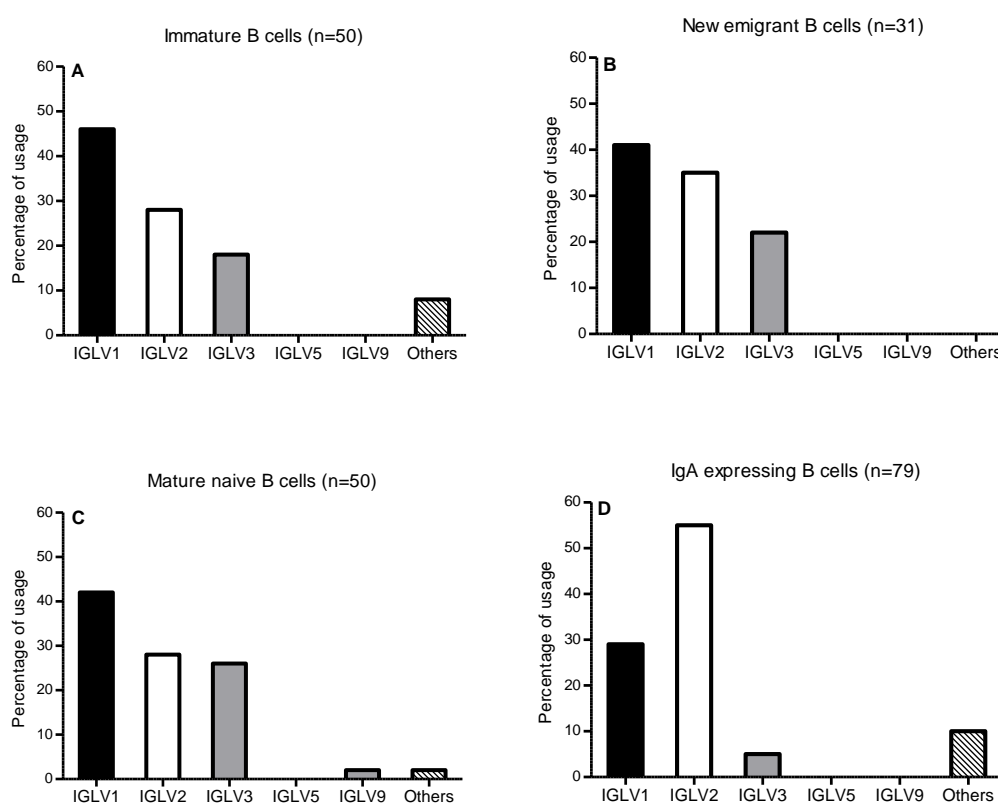 Immature B cells (n=50)
A
Percentage of usage
60
50
40
30
20
10
0
IGLV1 IGLV2 IGLV3 IGLV5 IGLV9 Others
New emigrant B cells (n=31)
B
Percentage of usage
60
50
40
30
20
10
0
IGLV1 IGLV2 IGLV3 IGLV5 IGLV9 Others
Mature naive B cells (n=50)
C
Percentage of usage
60
50
40
30
20
10
0
IGLV1 IGLV2 IGLV3 IGLV5 IGLV9 Others
IgA expressing B cells (n=79)
D
Percentage of usage
60
50
40
30
20
10
0
IGLV1 IGLV2 IGLV3 IGLV5 IGLV9 Others